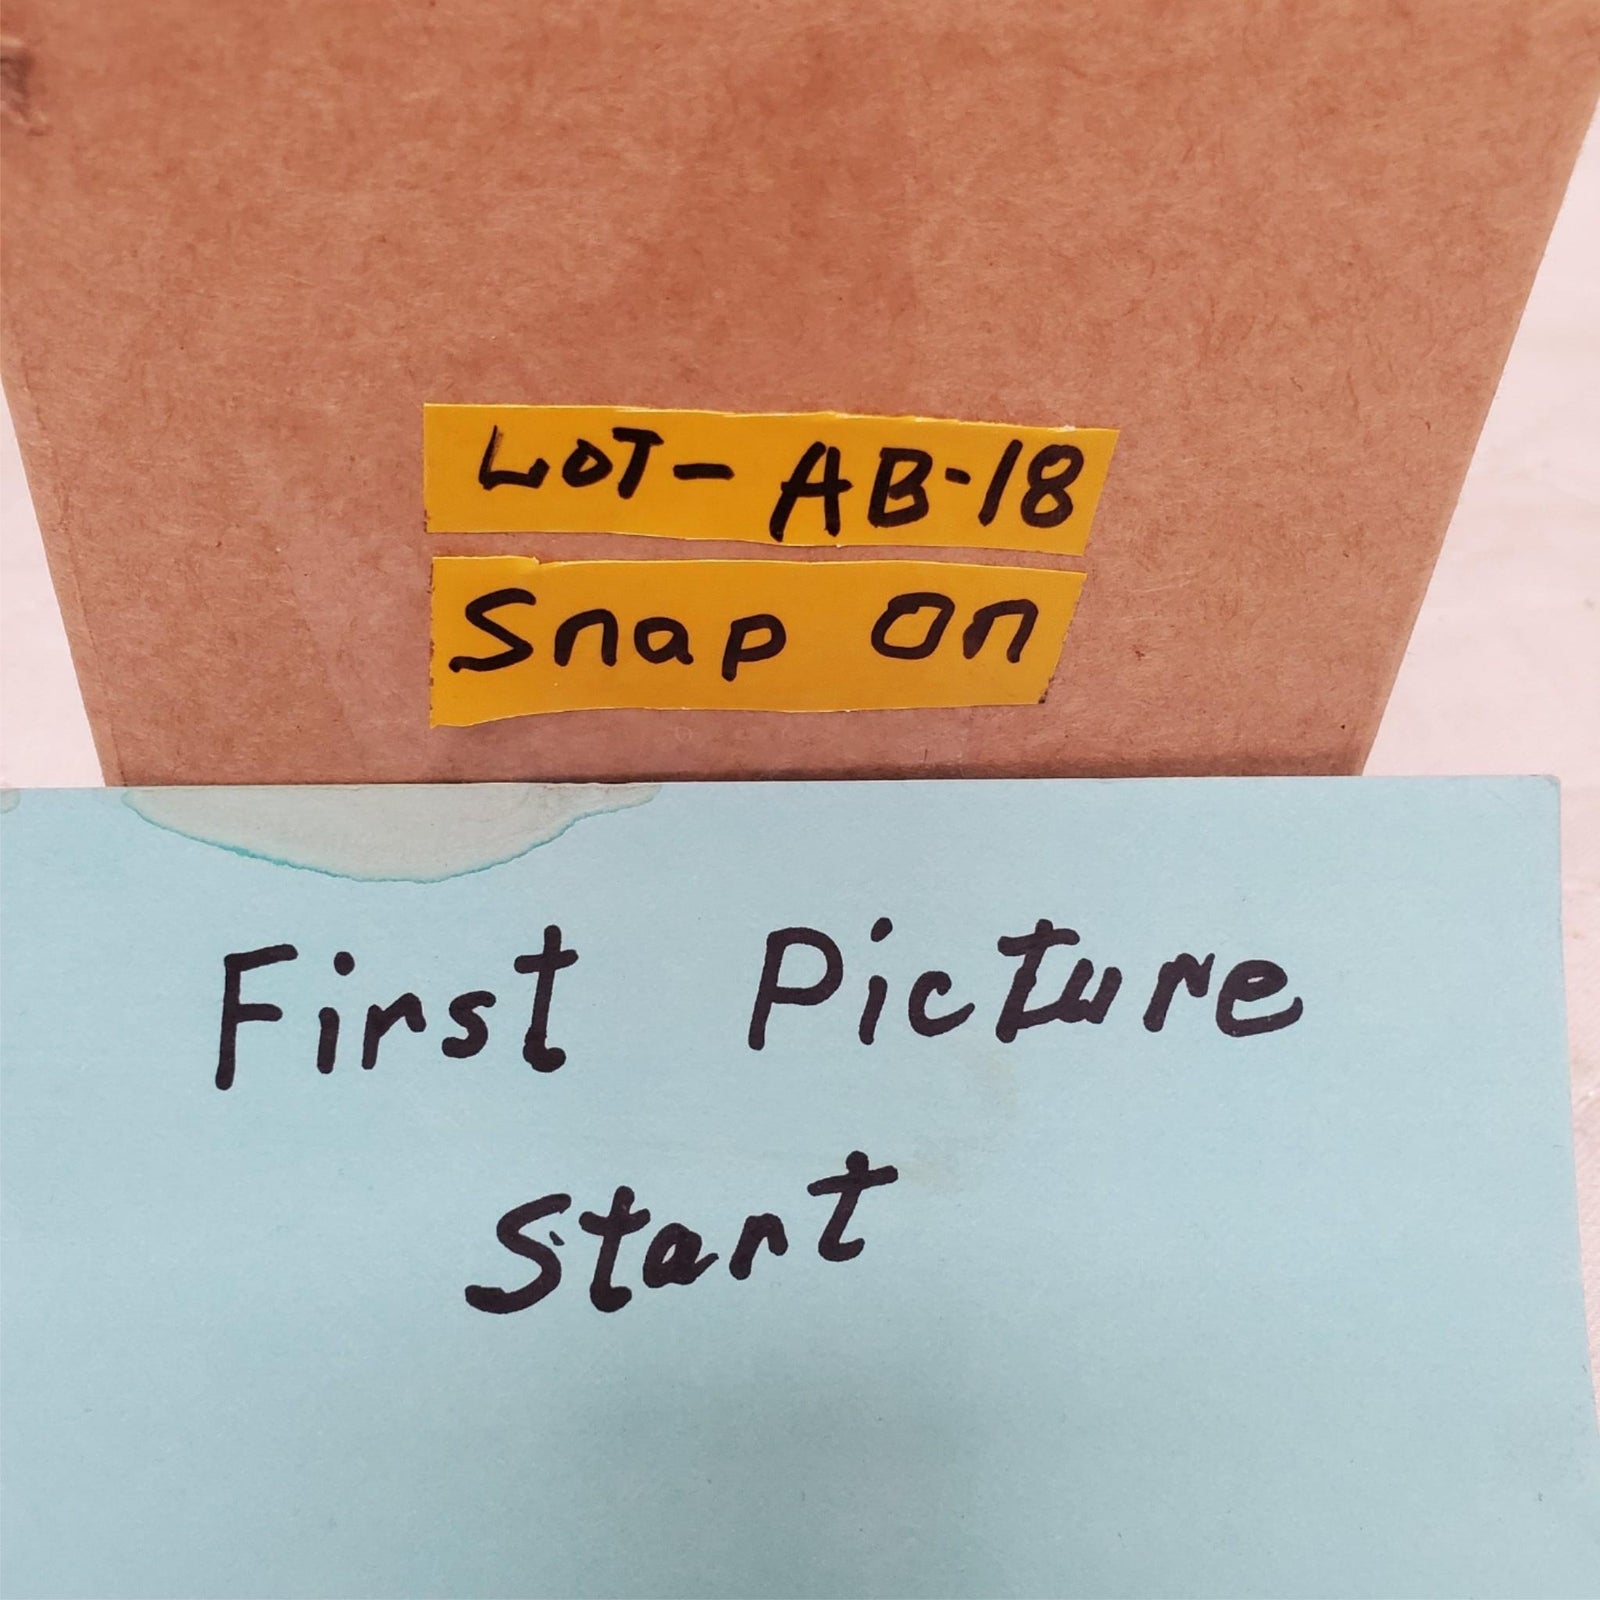 LOT- AB-18
Snap On
First Picture
Start